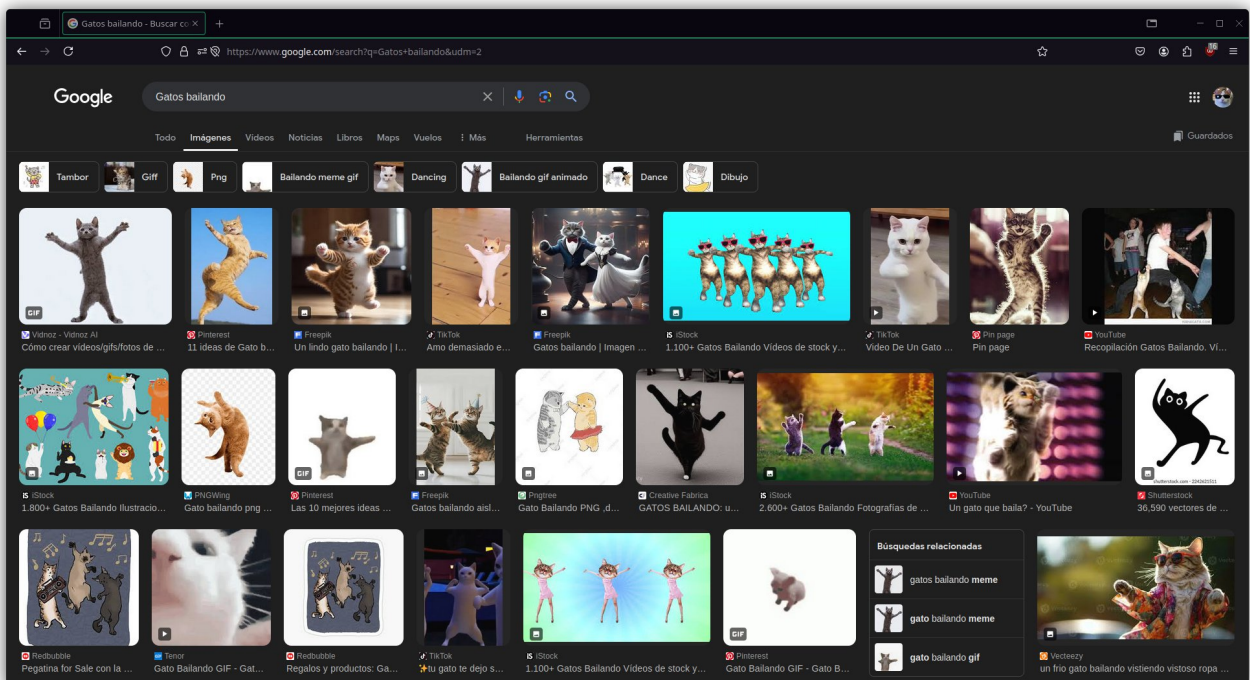 Gatos bailando - Buscar co
https://www.google.com/search?q=Gatos+bailando&udm=2
16
Google
Gatos bailando
Todo Imágenes Vídeos Noticias Libros Maps Vuelos Más Herramientas
Guardados
Tambor Giff Png Bailando meme gif Dancing Bailando gif animado Dance Dibujo
GIF
Vidnoz - Vidnoz AI
Cómo crear vídeos/gifs/fotos de ...
Pinterest
11 ideas de Gato b...
Freepik
Un lindo gato bailando | I...
TikTok
Amo demasiado e...
Freepik
Gatos bailando | Imagen ...
iStock
1.100+ Gatos Bailando Vídeos de stock y...
TikTok
Video De Un Gato ...
Pin page
Pin page
YouTube
Recopilación Gatos Bailando. Ví...
iStock
1.800+ Gatos Bailando Ilustracio...
PNGWing
Gato bailando png ...
GIF
Pinterest
Las 10 mejores ideas ...
Freepik
Gatos bailando aisl...
Pngtree
Gato Bailando PNG ,d...
Creative Fabrica
GATOS BAILANDO: u...
iStock
2.600+ Gatos Bailando Fotografías de ...
YouTube
Un gato que baila? - YouTube
Shutterstock
36,590 vectores de ...
Redbubble
Pegatina for Sale con la ...
Tenor
Gato Bailando GIF - Gat...
Redbubble
Regalos y productos: Ga...
TikTok
✨tu gato te dejo s...
iStock
1.100+ Gatos Bailando Vídeos de stock y...
GIF
Pinterest
Gato Bailando GIF - Gato B...
Búsquedas relacionadas
gatos bailando meme
gato bailando meme
gato bailando gif
Vecteezy
un frio gato bailando vistiendo vistoso ropa ...